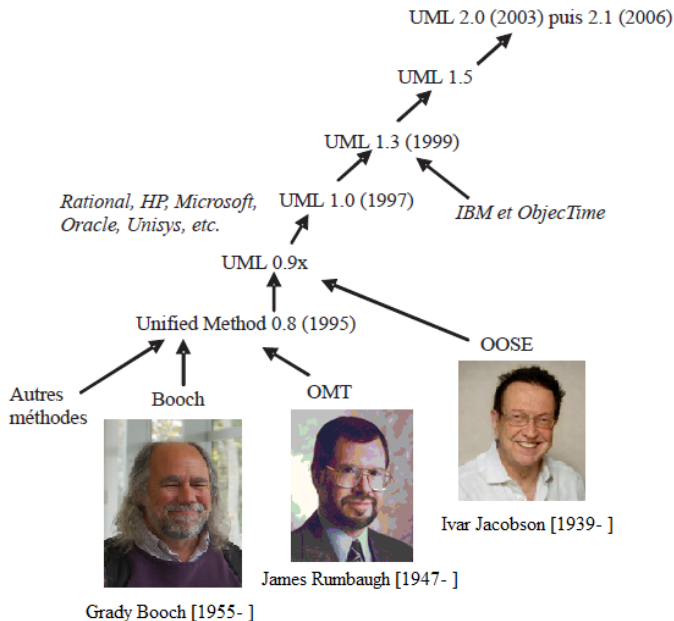 UML 2.0 (2003) puis 2.1 (2006)
UML 1.5
UML 1.3 (1999)
Rational, HP, Microsoft,
Oracle, Unisys, etc.
UML 1.0 (1997)
IBM et ObjecTime
UML 0.9x
Unified Method 0.8 (1995)
OOSE
Autres
méthodes
Booch
OMT
Ivar Jacobson [1939- ]
James Rumbaugh [1947- ]
Grady Booch [1955- ]